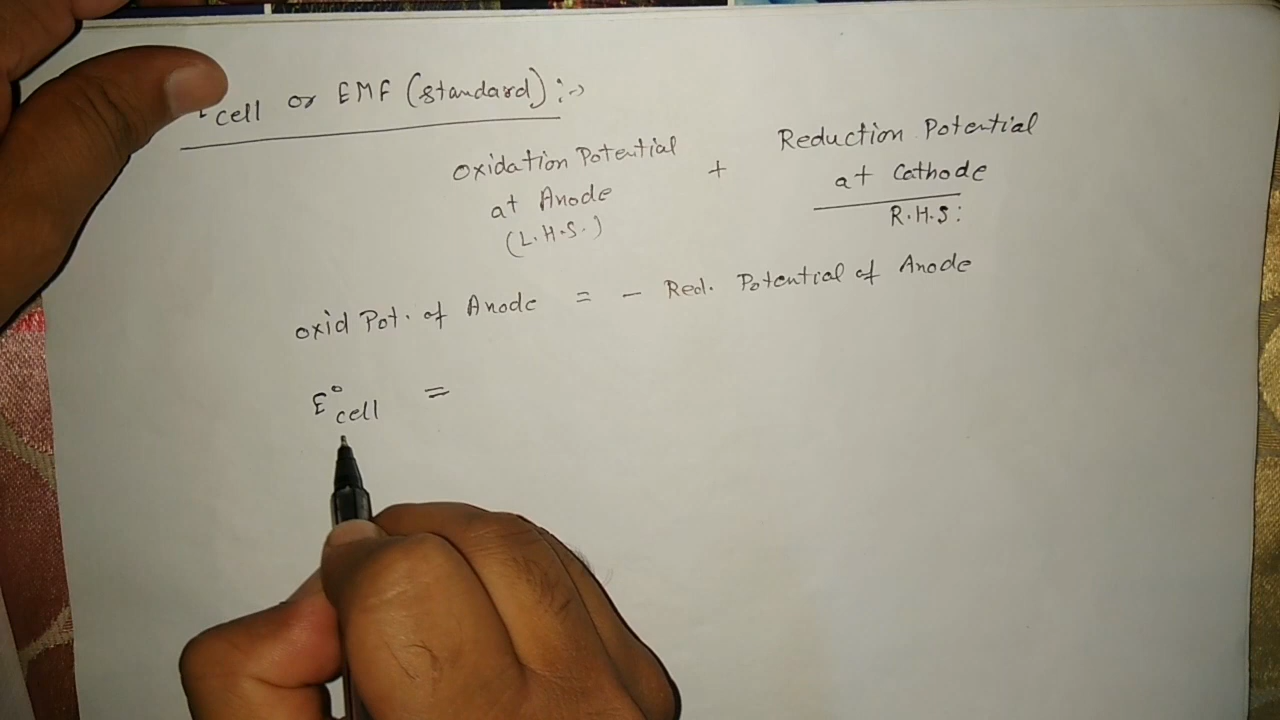 cell or EMF (standard) :→
Oxidation Potential + Reduction Potential
at Anode at Cathode
(L.H.S.) R.H.S:
oxid Pot. of Anode = - Red. Potential of Anode
E°cell =